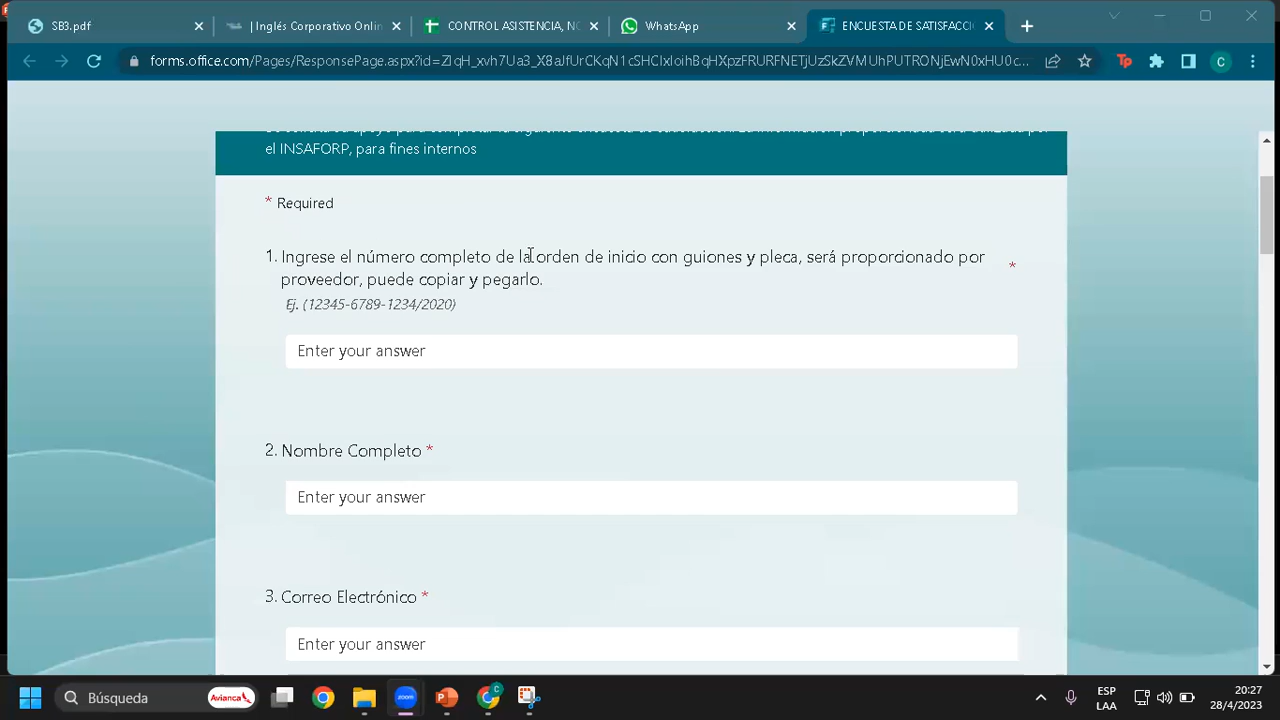 SB3.pdf
| Inglés Corporativo Onlin
CONTROL ASISTENCIA, NO
WhatsApp
ENCUESTA DE SATISFACCI
forms.office.com/Pages/ResponsePage.aspx?id=
Tp
C
el INSAFORP, para fines internos
* Required
1. Ingrese el número completo de la orden de inicio con guiones y pleca, será proporcionado por
proveedor, puede copiar y pegarlo. *
Ej. (12345-6789-1234/2020)
Enter your answer
2. Nombre Completo *
Enter your answer
3. Correo Electrónico *
Enter your answer
Búsqueda
Avianca
zoom
C
ESP
LAA
20:27
28/4/2023